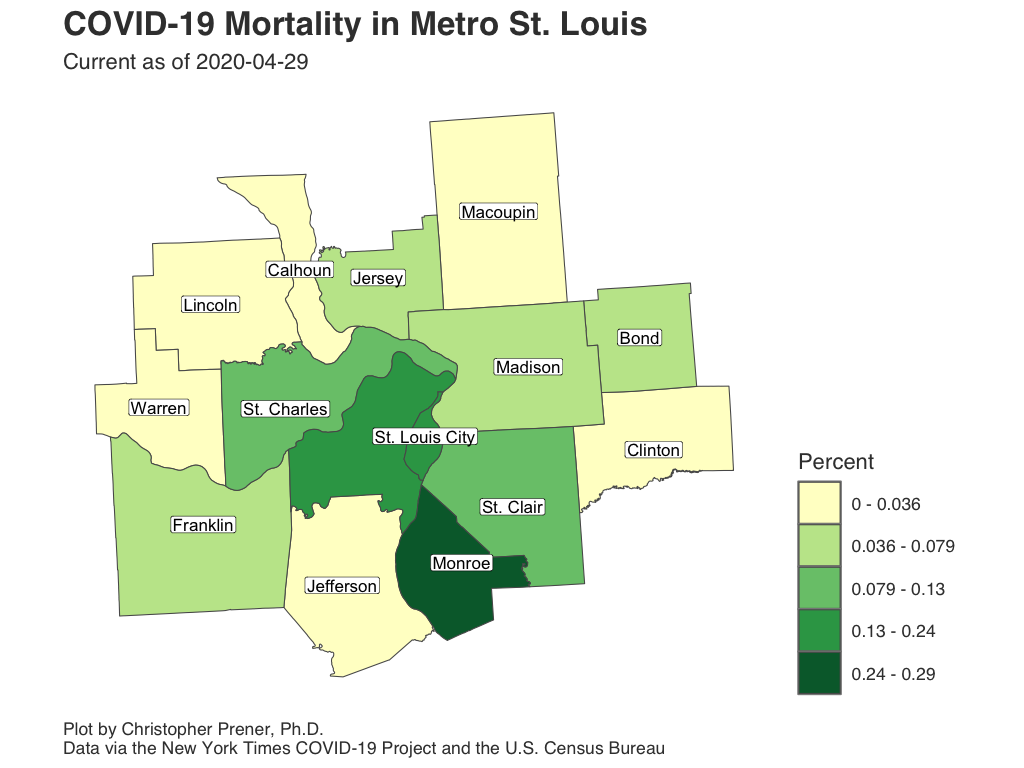 COVID-19 Mortality in Metro St. Louis
Current as of 2020-04-29
Macoupin
Calhoun
Jersey
Lincoln
Bond
Madison
Warren
St. Charles
St. Louis City
Clinton
St. Clair
Franklin
Monroe
Jefferson
Percent
0 - 0.036
0.036 - 0.079
0.079 - 0.13
0.13 - 0.24
0.24 - 0.29
Plot by Christopher Prener, Ph.D.
Data via the New York Times COVID-19 Project and the U.S. Census Bureau